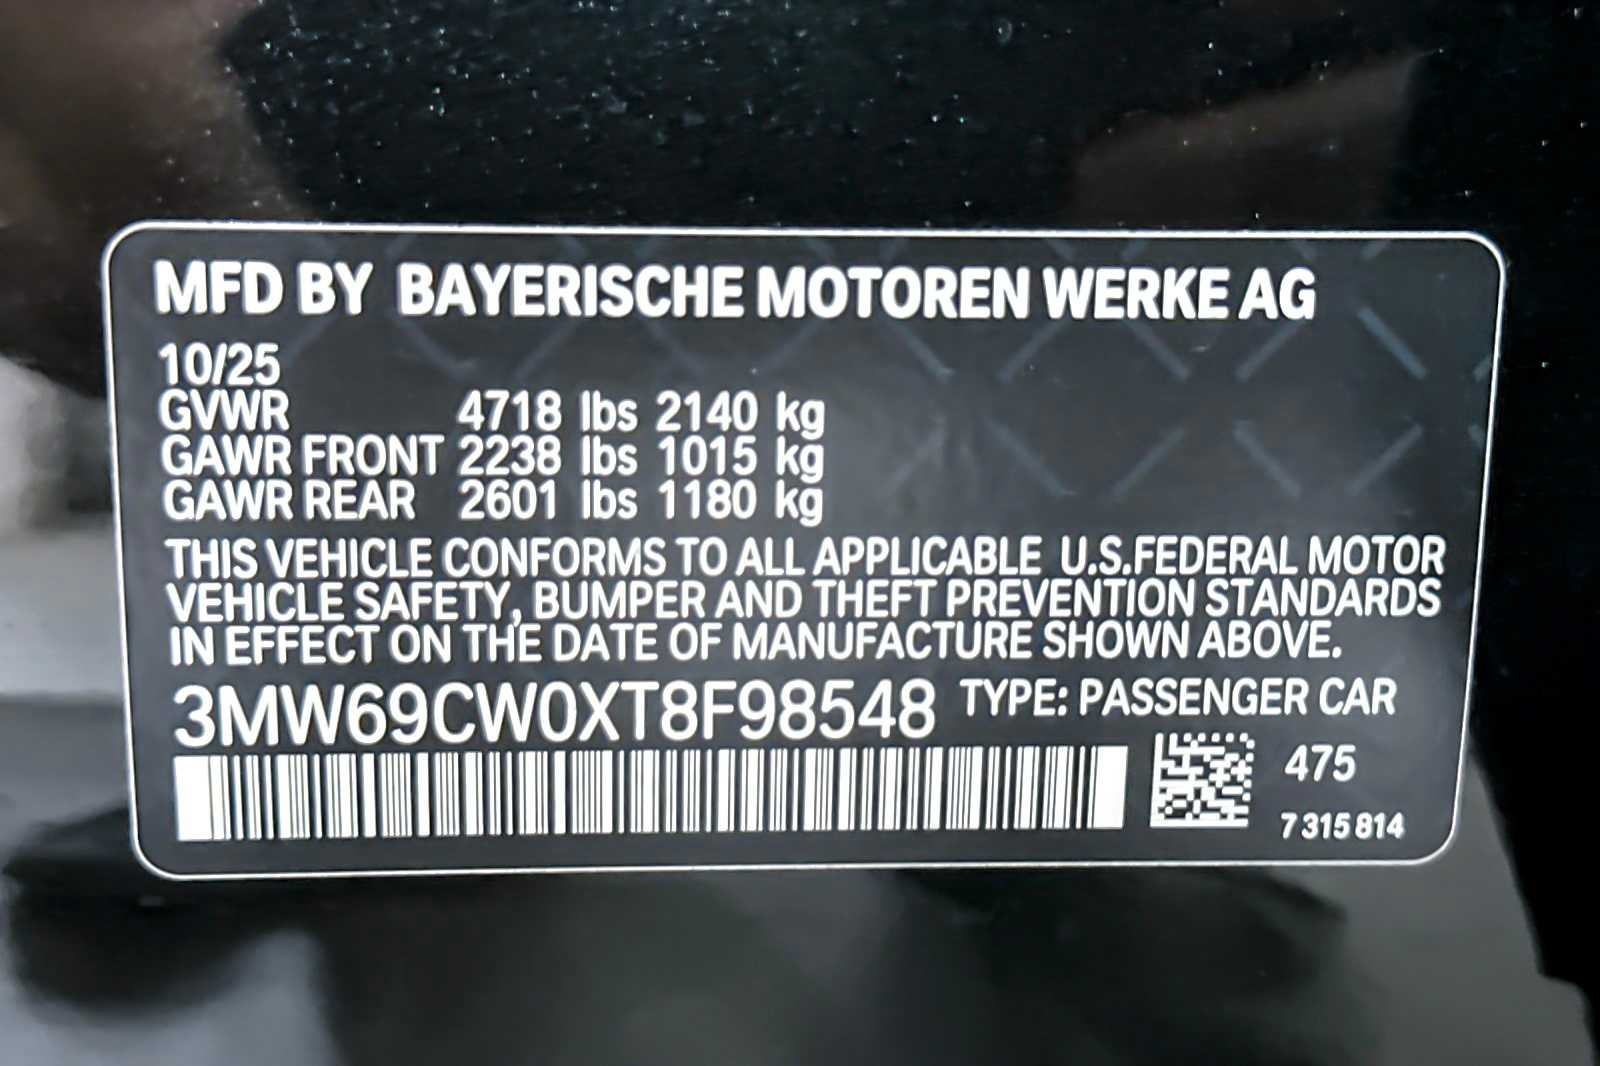 MFD BY BAYERISCHE MOTOREN WERKE AG
10/25
GVWR 4718 lbs 2140 kg
GAWR FRONT 2238 lbs 1015 kg
GAWR REAR 2601 lbs 1180 kg
THIS VEHICLE CONFORMS TO ALL APPLICABLE U.S.FEDERAL MOTOR
VEHICLE SAFETY, BUMPER AND THEFT PREVENTION STANDARDS
IN EFFECT ON THE DATE OF MANUFACTURE SHOWN ABOVE.
3MW69CW0XT8F98548 TYPE: PASSENGER CAR
475
7 315 814